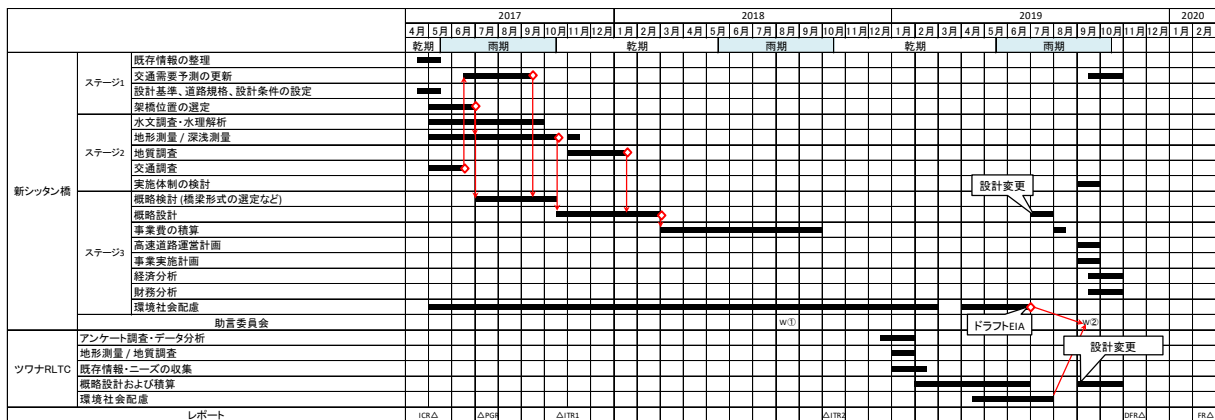 2017 2018 2019 2020
4月 5月 6月 7月 8月 9月 10月 11月 12月 1月 2月 3月 4月 5月 6月 7月 8月 9月 10月 11月 12月 1月 2月 3月 4月 5月 6月 7月 8月 9月 10月 11月 12月 1月 2月
乾期 雨期 乾期 雨期 乾期 雨期
新シッタン橋
ステージ1
既存情報の整理
交通需要予測の更新
設計基準、道路規格、設計条件の設定
架橋位置の選定
ステージ2
水文調査・水理解析
地形測量 / 深浅測量
地質調査
交通調査
実施体制の検討
ステージ3
概略検討 (橋梁形式の選定など)
設計変更
概略設計
事業費の積算
高速道路運営計画
事業実施計画
経済分析
財務分析
環境社会配慮
助言委員会 w① w②
ドラフトEIA
ツワナRLTC
アンケート調査・データ分析
地形測量 / 地質調査
設計変更
既存情報・ニーズの収集
概略設計および積算
環境社会配慮
レポート ICR△ △PGR △ITR1 △ITR2 DFR△ FR△